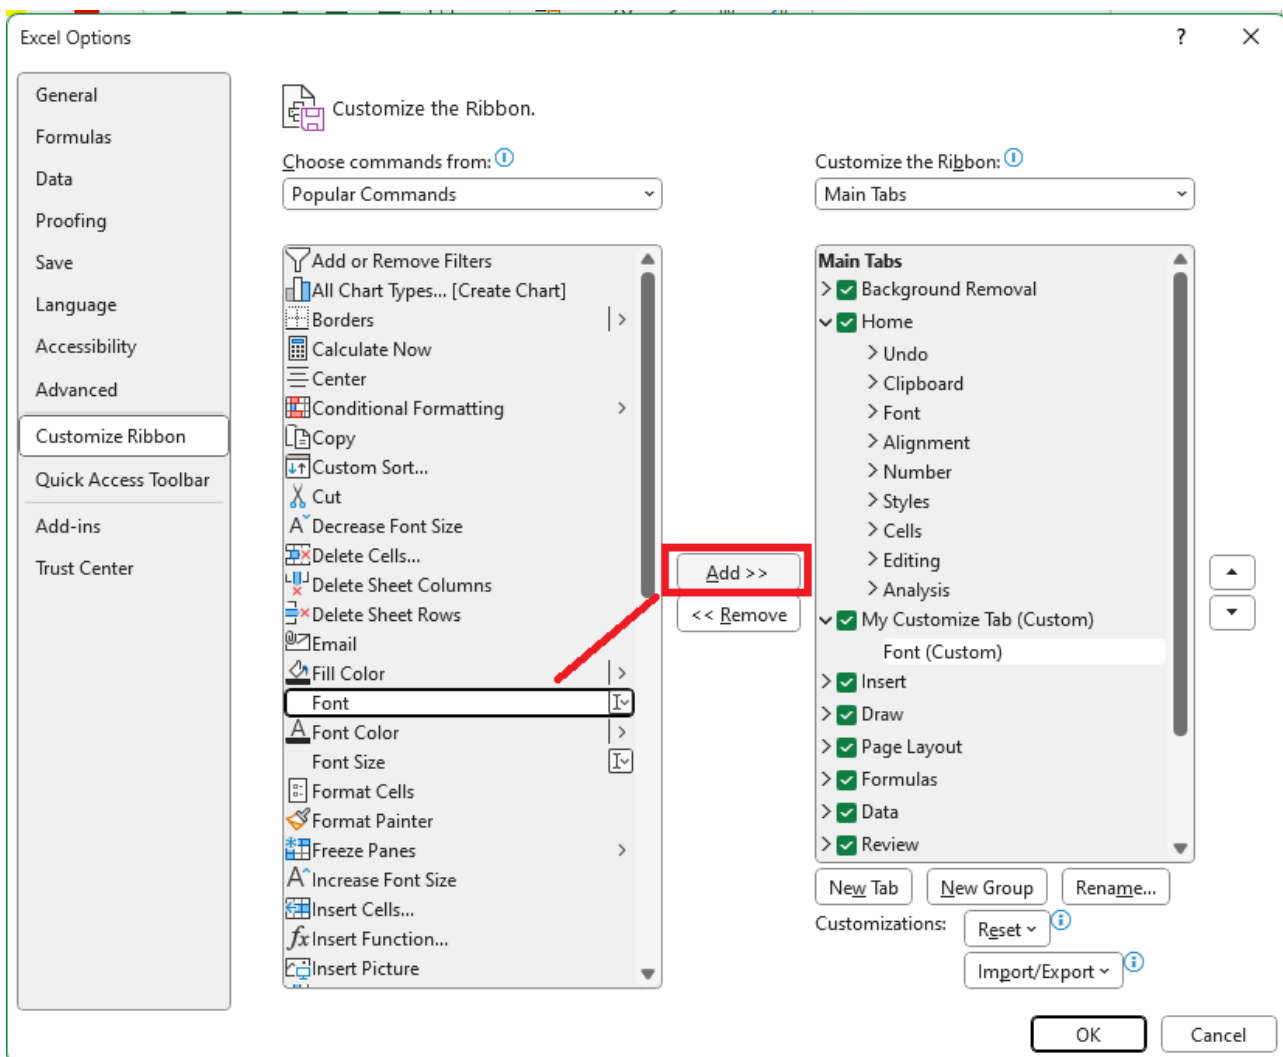 Excel Options
?
General
Formulas
Data
Proofing
Save
Language
Accessibility
Advanced
Customize Ribbon
Quick Access Toolbar
Add-ins
Trust Center
Customize the Ribbon.
Choose commands from:
Popular Commands
Add or Remove Filters
All Chart Types... [Create Chart]
Borders
Calculate Now
Center
Conditional Formatting
Copy
Custom Sort...
Cut
Decrease Font Size
Delete Cells...
Delete Sheet Columns
Delete Sheet Rows
Email
Fill Color
Font
Font Color
Font Size
Format Cells
Format Painter
Freeze Panes
Increase Font Size
Insert Cells...
Insert Function...
Insert Picture
Add >>
<< Remove
Customize the Ribbon:
Main Tabs
Main Tabs
Background Removal
Home
Undo
Clipboard
Font
Alignment
Number
Styles
Cells
Editing
Analysis
My Customize Tab (Custom)
Font (Custom)
Insert
Draw
Page Layout
Formulas
Data
Review
New Tab
New Group
Rename...
Customizations:
Reset
Import/Export
OK
Cancel